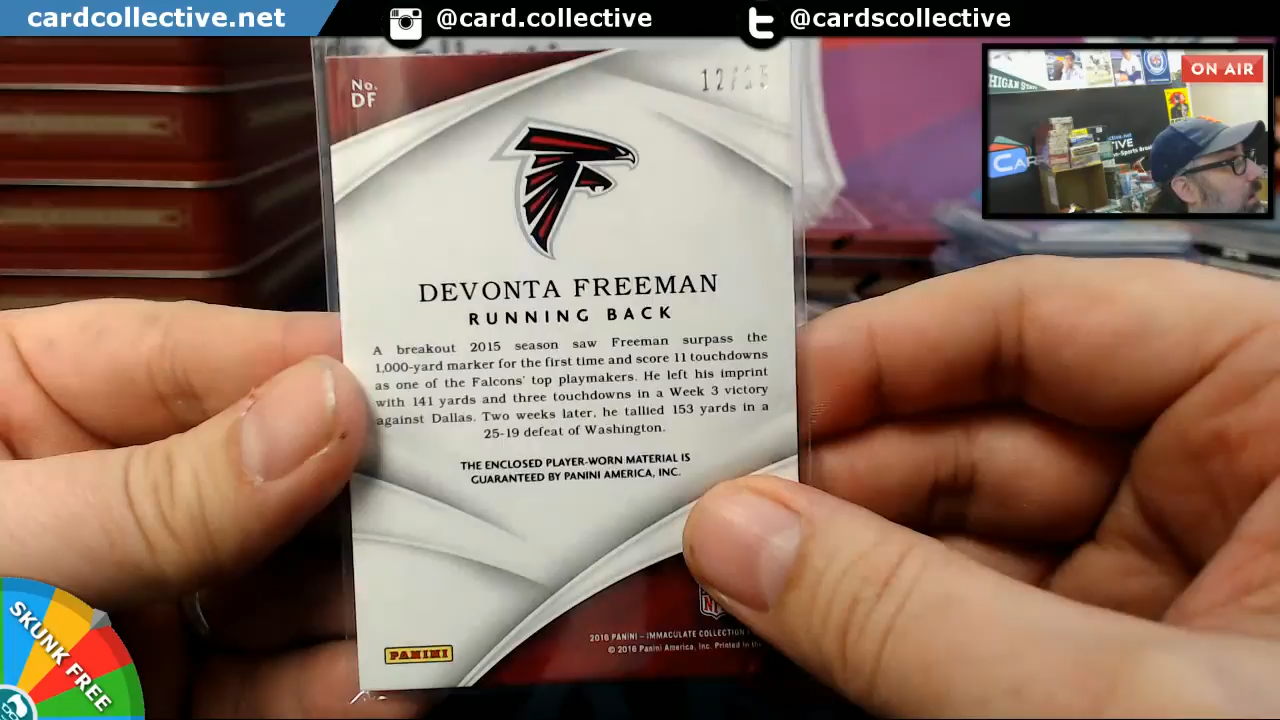 cardcollective.net
@card.collective
@cardscollective
ON AIR
No.
DF
12/25
DEVONTA FREEMAN
RUNNING BACK
A breakout 2015 season saw Freeman surpass the
1,000-yard marker for the first time and score 11 touchdowns
as one of the Falcons' top playmakers. He left his imprint
with 141 yards and three touchdowns in a Week 3 victory
against Dallas. Two weeks later, he tallied 153 yards in a
25-19 defeat of Washington.
THE ENCLOSED PLAYER-WORN MATERIAL IS
GUARANTEED BY PANINI AMERICA, INC.
PANINI
2016 PANINI – IMMACULATE COLLECTION
© 2016 Panini America, Inc. Printed in
SKUNK FREE